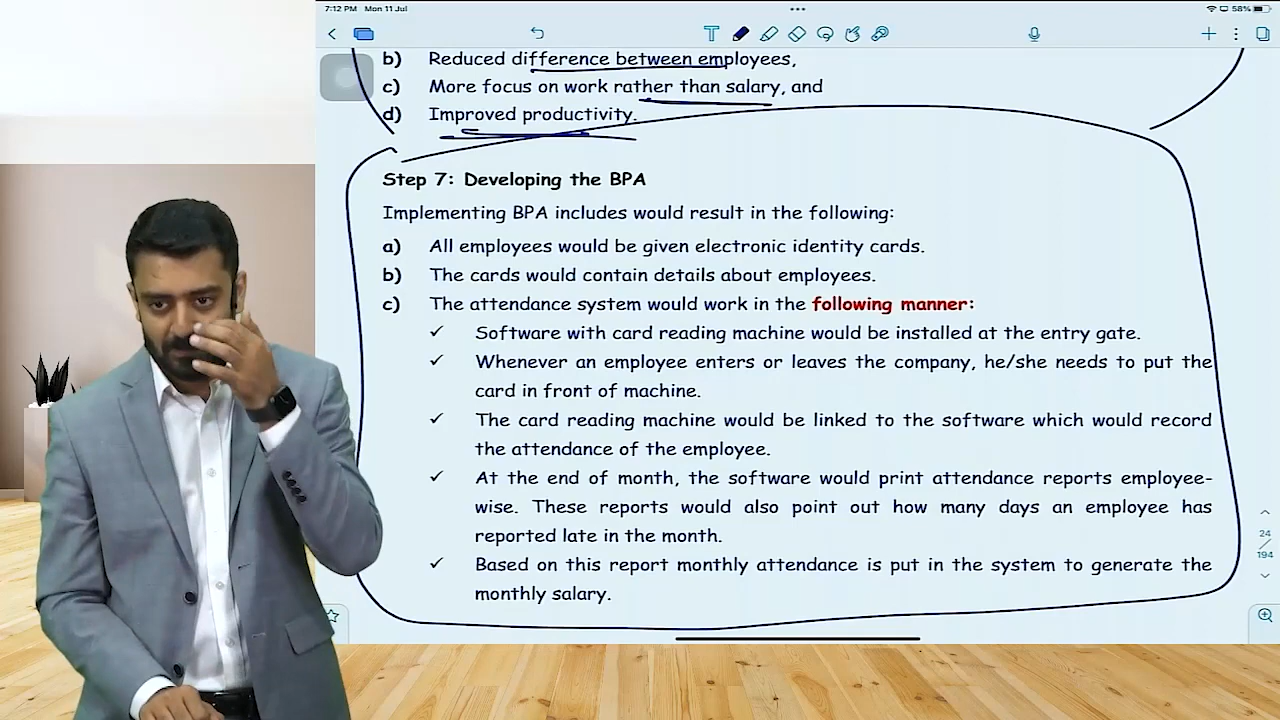 7:12 PM Mon 11 Jul
58%
b) Reduced difference between employees,
c) More focus on work rather than salary, and
d) Improved productivity.
Step 7: Developing the BPA
Implementing BPA includes would result in the following:
a) All employees would be given electronic identity cards.
b) The cards would contain details about employees.
c) The attendance system would work in the following manner:
✓ Software with card reading machine would be installed at the entry gate.
✓ Whenever an employee enters or leaves the company, he/she needs to put the
card in front of machine.
✓ The card reading machine would be linked to the software which would record
the attendance of the employee.
✓ At the end of month, the software would print attendance reports employee-
wise. These reports would also point out how many days an employee has
reported late in the month.
✓ Based on this report monthly attendance is put in the system to generate the
monthly salary.
24
/
194